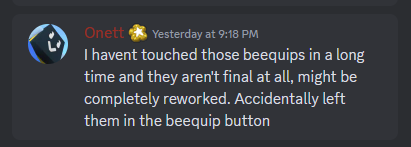 Onett Yesterday at 9:18 PM
I havent touched those beequips in a long
time and they aren't final at all, might be
completely reworked. Accidentally left
them in the beequip button